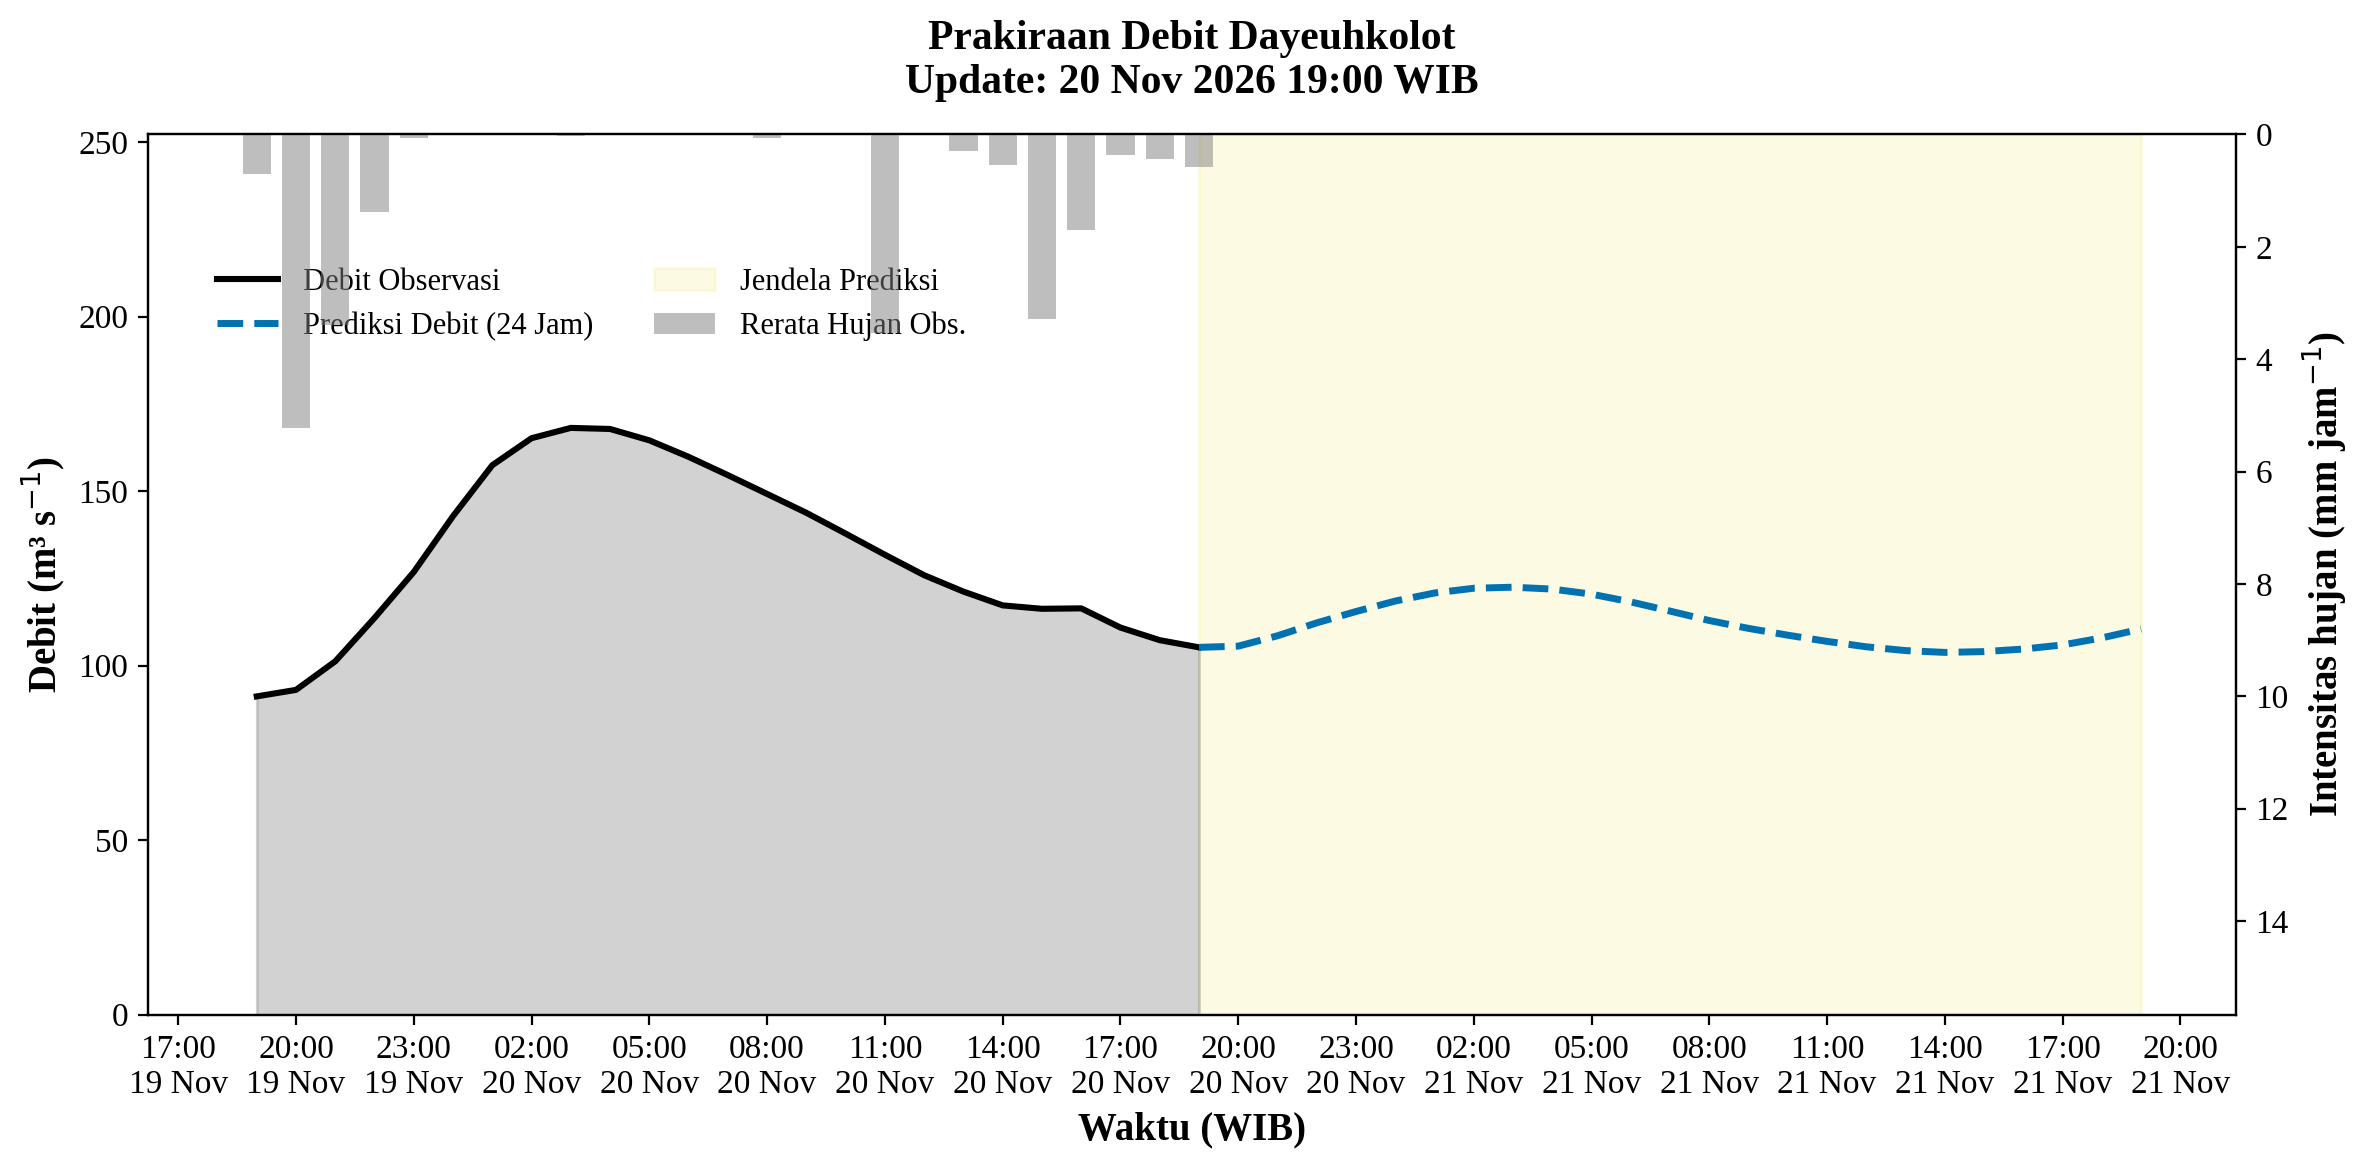 Prakiraan Debit Dayeuhkolot
Update: 20 Nov 2026 19:00 WIB
Debit (m³ s⁻¹)
250
200
150
100
50
0
Debit Observasi
Prediksi Debit (24 Jam)
Jendela Prediksi
Rerata Hujan Obs.
0
2
4
6
8
10
12
14
Intensitas hujan (mm jam⁻¹)
17:00 20:00 23:00 02:00 05:00 08:00 11:00 14:00 17:00 20:00 23:00 02:00 05:00 08:00 11:00 14:00 17:00 20:00
19 Nov 19 Nov 19 Nov 20 Nov 20 Nov 20 Nov 20 Nov 20 Nov 20 Nov 20 Nov 20 Nov 21 Nov 21 Nov 21 Nov 21 Nov 21 Nov 21 Nov 21 Nov
Waktu (WIB)